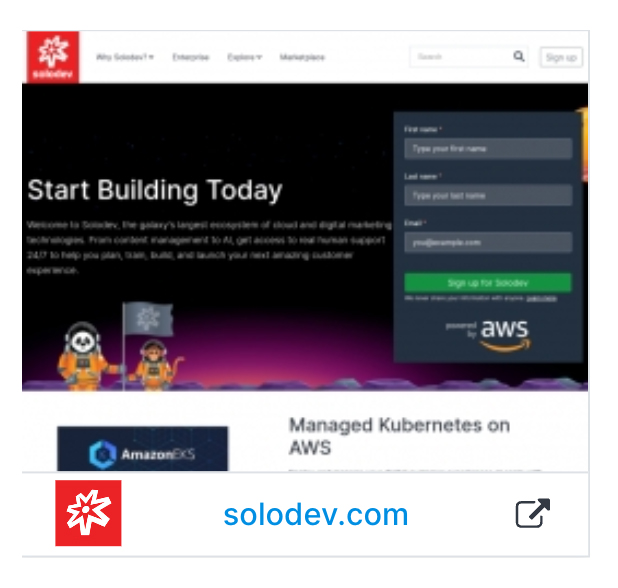 solodev
Why Solodev?
Enterprise
Explore
Marketplace
Search
Sign up
Start Building Today
Welcome to Solodev, the galaxy's largest ecosystem of cloud and digital marketing
technologies. From content management to AI, get access to real human support
24/7 to help you plan, train, build, and launch your next amazing customer
experience.
First name *
Type your first name
Last name *
Type your last name
Email *
you@example.com
Sign up for Solodev
We never share your information with anyone. Learn more.
powered
by
aws
Amazon EKS
Managed Kubernetes on
AWS
solodev.com